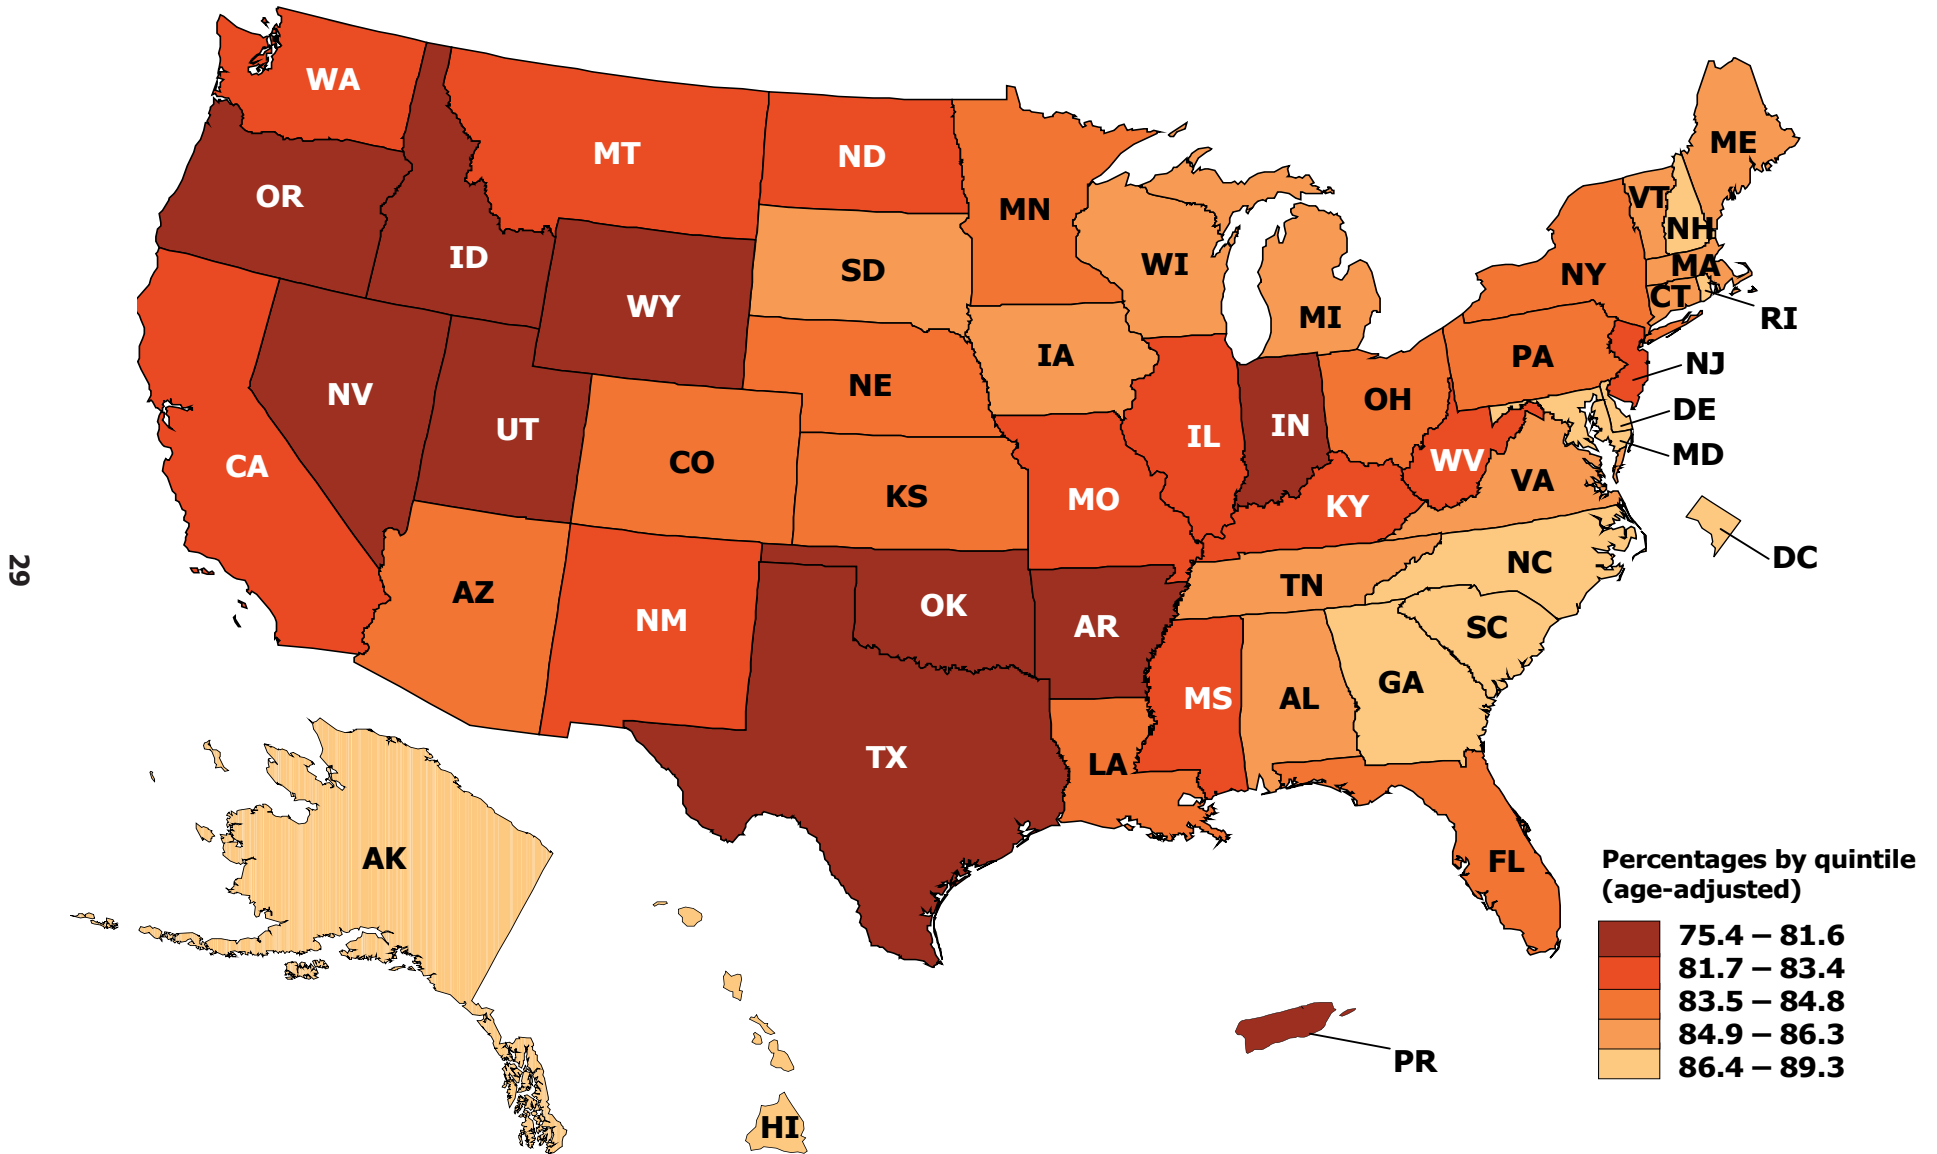 WA
MT
ND
MN
ME
OR
ID
WY
SD
WI
MI
VT
NH
NY
MA
CT
RI
NV
UT
CO
NE
IA
IL
IN
OH
PA
NJ
DE
MD
CA
KS
MO
KY
WV
VA
DC
29
AZ
NM
OK
AR
TN
NC
SC
TX
LA
MS
AL
GA
FL
AK
HI
PR
Percentages by quintile
(age-adjusted)
75.4 – 81.6
81.7 – 83.4
83.5 – 84.8
84.9 – 86.3
86.4 – 89.3